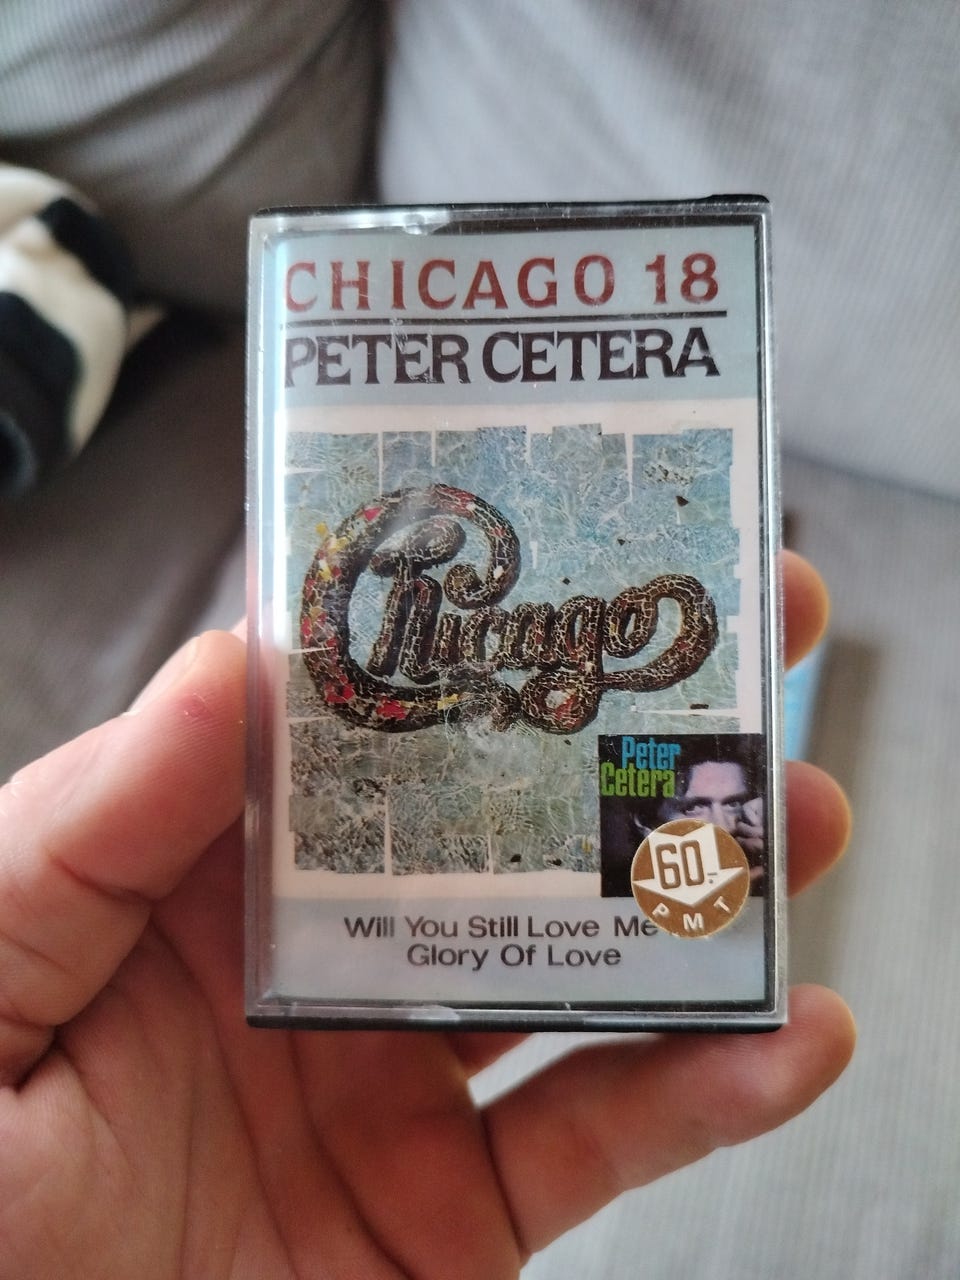 CHICAGO 18
PETER CETERA
Chicago
Peter
Cetera
60.-
PMT
Will You Still Love Me
Glory Of Love